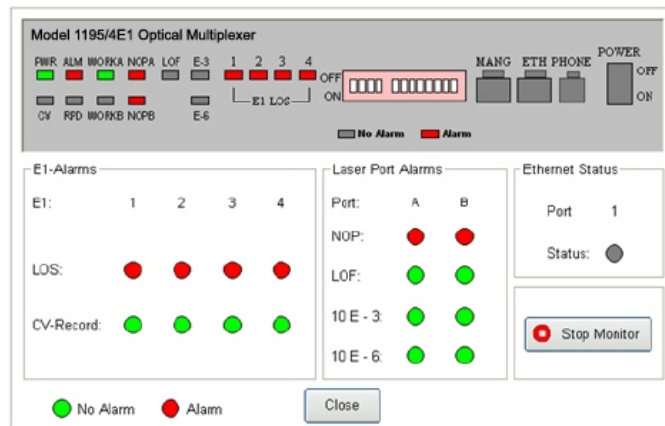 Model 1195/4E1 Optical Multiplexer
PWR ALM WORKA NOPA LOF E-3 1 2 3 4
OFF
ON
E1 LOS
CV RPD WORKB NOPB E-6
MANG ETH PHONE
POWER
OFF
ON
No Alarm Alarm
E1-Alarms
E1: 1 2 3 4
LOS:
CV-Record:
Laser Port Alarms
Port: A B
NOP:
LOF:
10 E - 3:
10 E - 6:
Ethernet Status
Port 1
Status:
Stop Monitor
No Alarm Alarm
Close